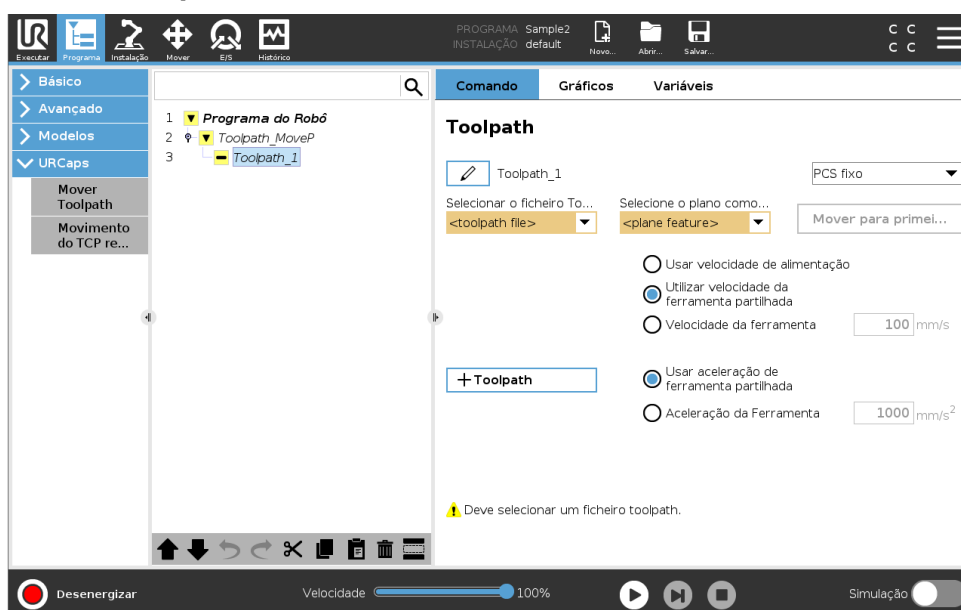 PROGRAMA Sample2
INSTALAÇÃO default
UR
Executar
Programa
Instalação
Mover
E/S
Histórico
Novo...
Abrir...
Salvar...
C C
C C
Básico
Avançado
Modelos
URCaps
Mover
Toolpath
Movimento
do TCP re...
1 Programa do Robô
2 Toolpath_MoveP
3 Toolpath_1
Comando Gráficos Variáveis
Toolpath
Toolpath_1
PCS fixo
Selecionar o ficheiro To...
Selecione o plano como...
<toolpath file>
<plane feature>
Mover para primei...
Usar velocidade de alimentação
Utilizar velocidade da
ferramenta partilhada
Velocidade da ferramenta 100 mm/s
+Toolpath
Usar aceleração de
ferramenta partilhada
Aceleração da Ferramenta 1000 mm/s²
Deve selecionar um ficheiro toolpath.
Desenergizar
Velocidade 100%
Simulação